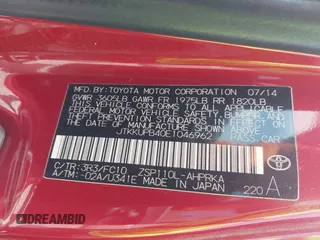 MFD. BY: TOYOTA MOTOR CORPORATION 07/14
GVWR 3605LB GAWR FR 1975LB RR 1820LB
THIS VEHICLE CONFORMS TO ALL APPLICABLE
FEDERAL MOTOR VEHICLE SAFETY, BUMPER, AND
THEFT PREVENTION STANDARDS IN EFFECT ON
THE DATE OF MANUFACTURE SHOWN ABOVE.
JTKKUPB40E1046962 PASS. CAR
C/TR: 3R3/FC10 ZSP110L-AHPRKA
A/TM: -02A/U341E MADE IN JAPAN
220 A
DREAMBID